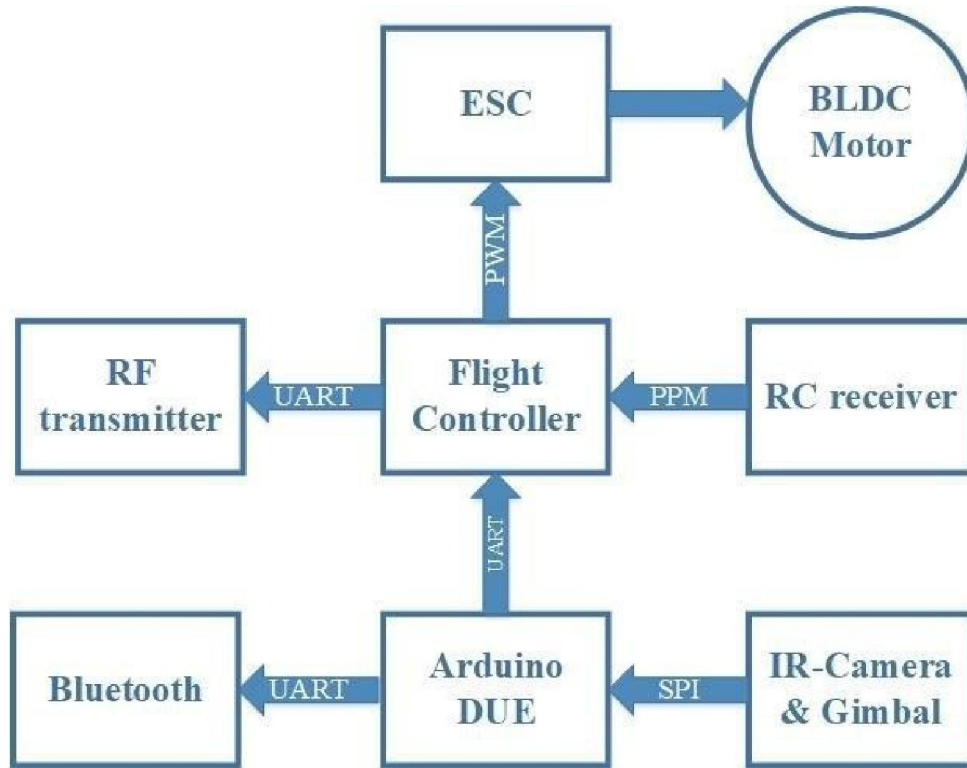 ESC
BLDC
Motor
PWM
RF
transmitter
UART
Flight
Controller
PPM
RC receiver
UART
Bluetooth
UART
Arduino
DUE
SPI
IR-Camera
& Gimbal